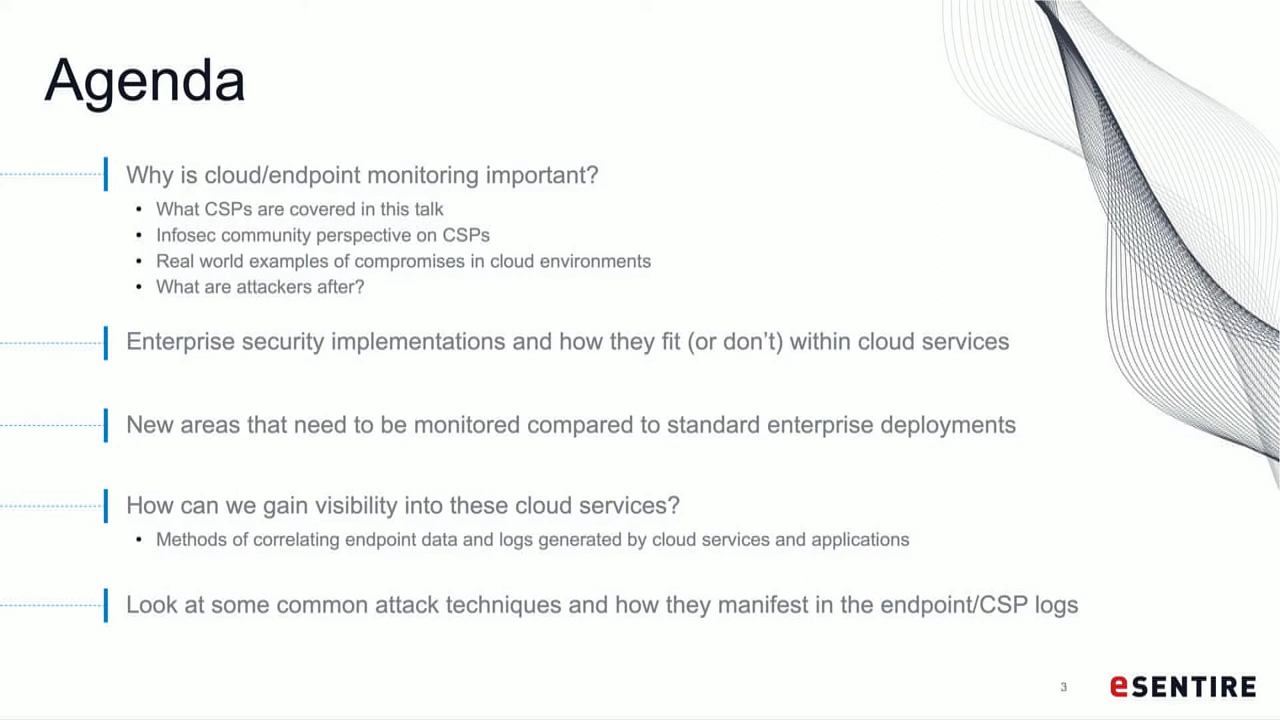 Agenda
Why is cloud/endpoint monitoring important?
• What CSPs are covered in this talk
• Infosec community perspective on CSPs
• Real world examples of compromises in cloud environments
• What are attackers after?
Enterprise security implementations and how they fit (or don’t) within cloud services
New areas that need to be monitored compared to standard enterprise deployments
How can we gain visibility into these cloud services?
• Methods of correlating endpoint data and logs generated by cloud services and applications
Look at some common attack techniques and how they manifest in the endpoint/CSP logs
3
eSENTIRE